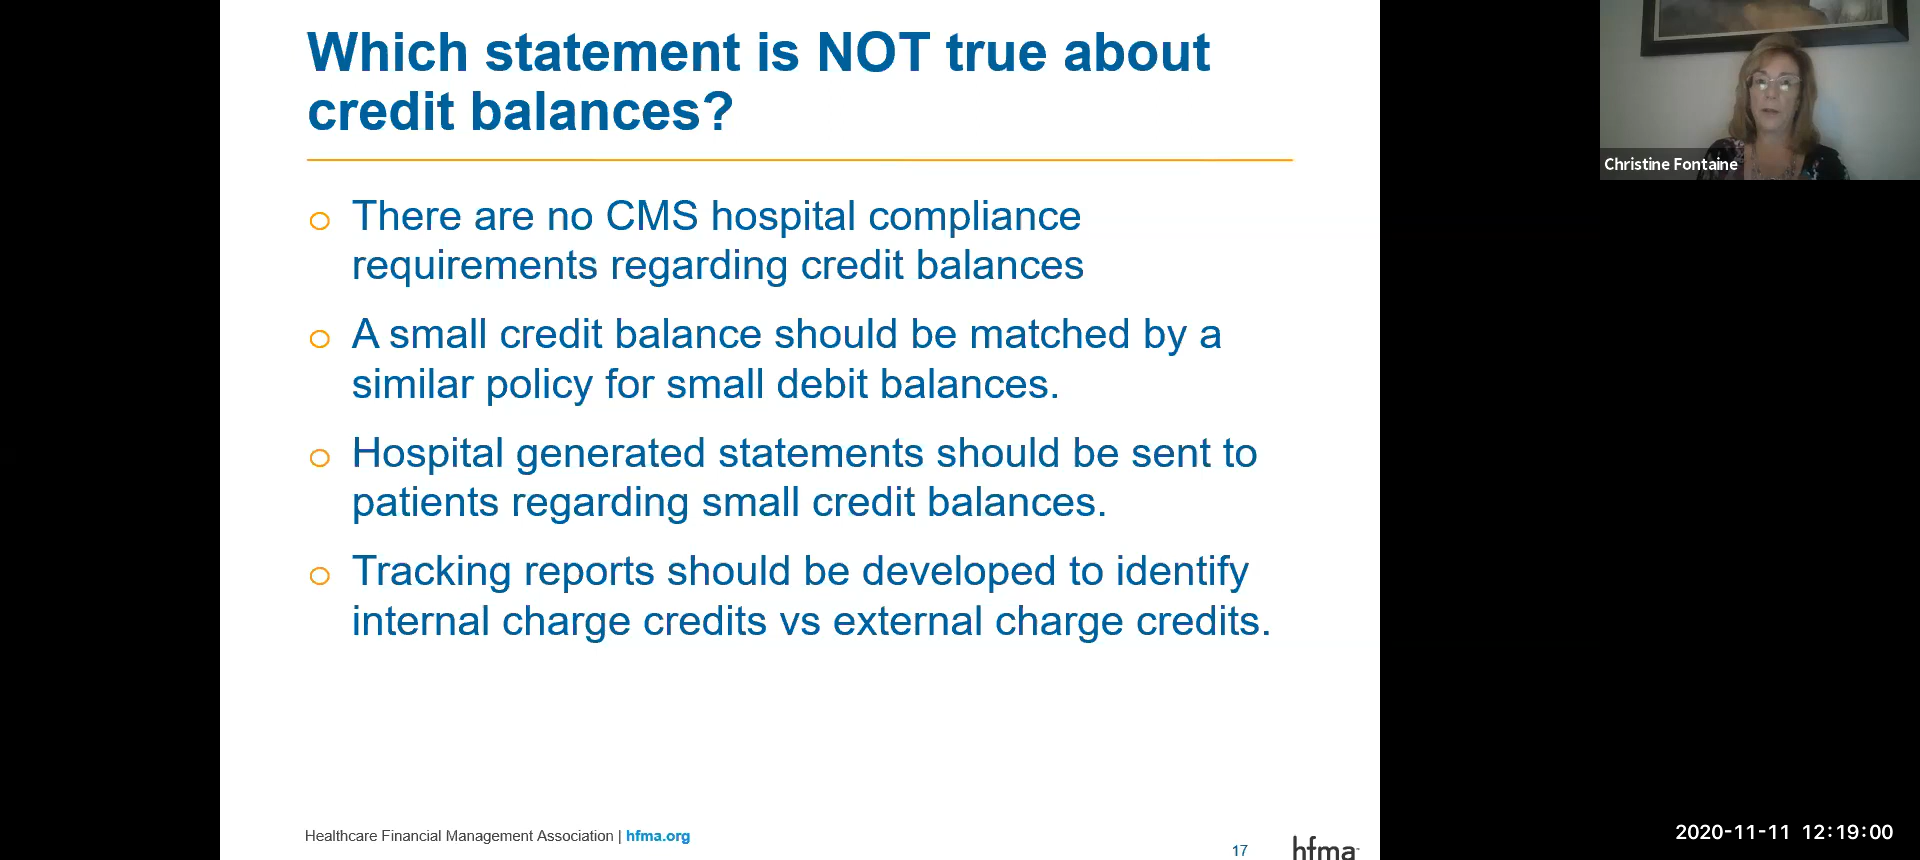 Which statement is NOT true about
credit balances?
There are no CMS hospital compliance
requirements regarding credit balances
A small credit balance should be matched by a
similar policy for small debit balances.
Hospital generated statements should be sent to
patients regarding small credit balances.
Tracking reports should be developed to identify
internal charge credits vs external charge credits.
Healthcare Financial Management Association | hfma.org
17
hfma
Christine Fontaine
2020-11-11 12:19:00